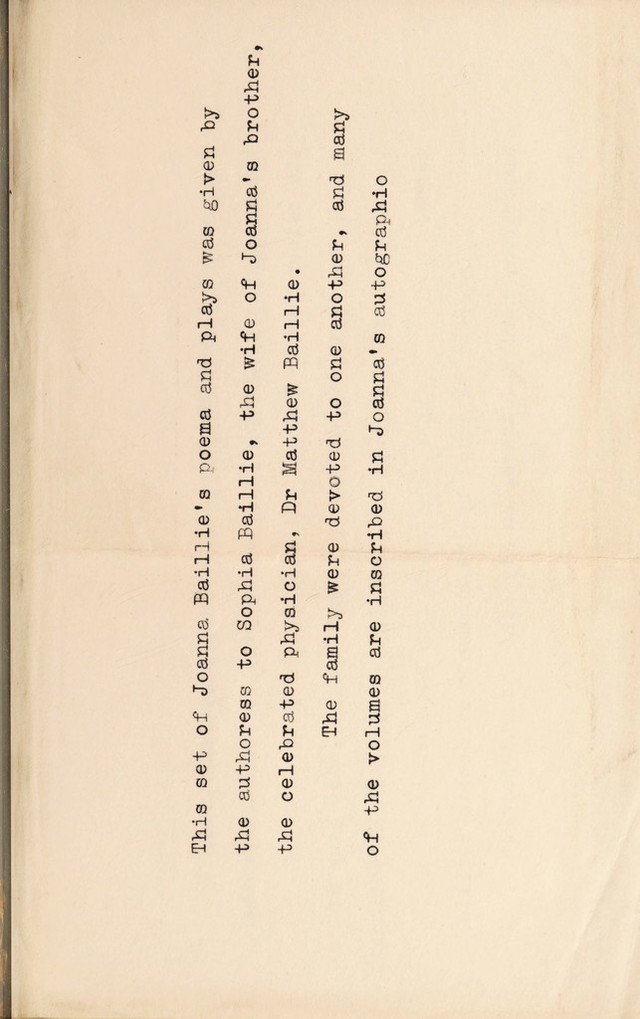 This set of Joanna Baillie's poema and plays was given by
the authoress to Sophia Baillie, the wife of Joanna's brother,
the celebrated physician, Dr Matthew Baillie.
The family were devoted to one another, and many
of the volumes are inscribed in Joanna's autographio